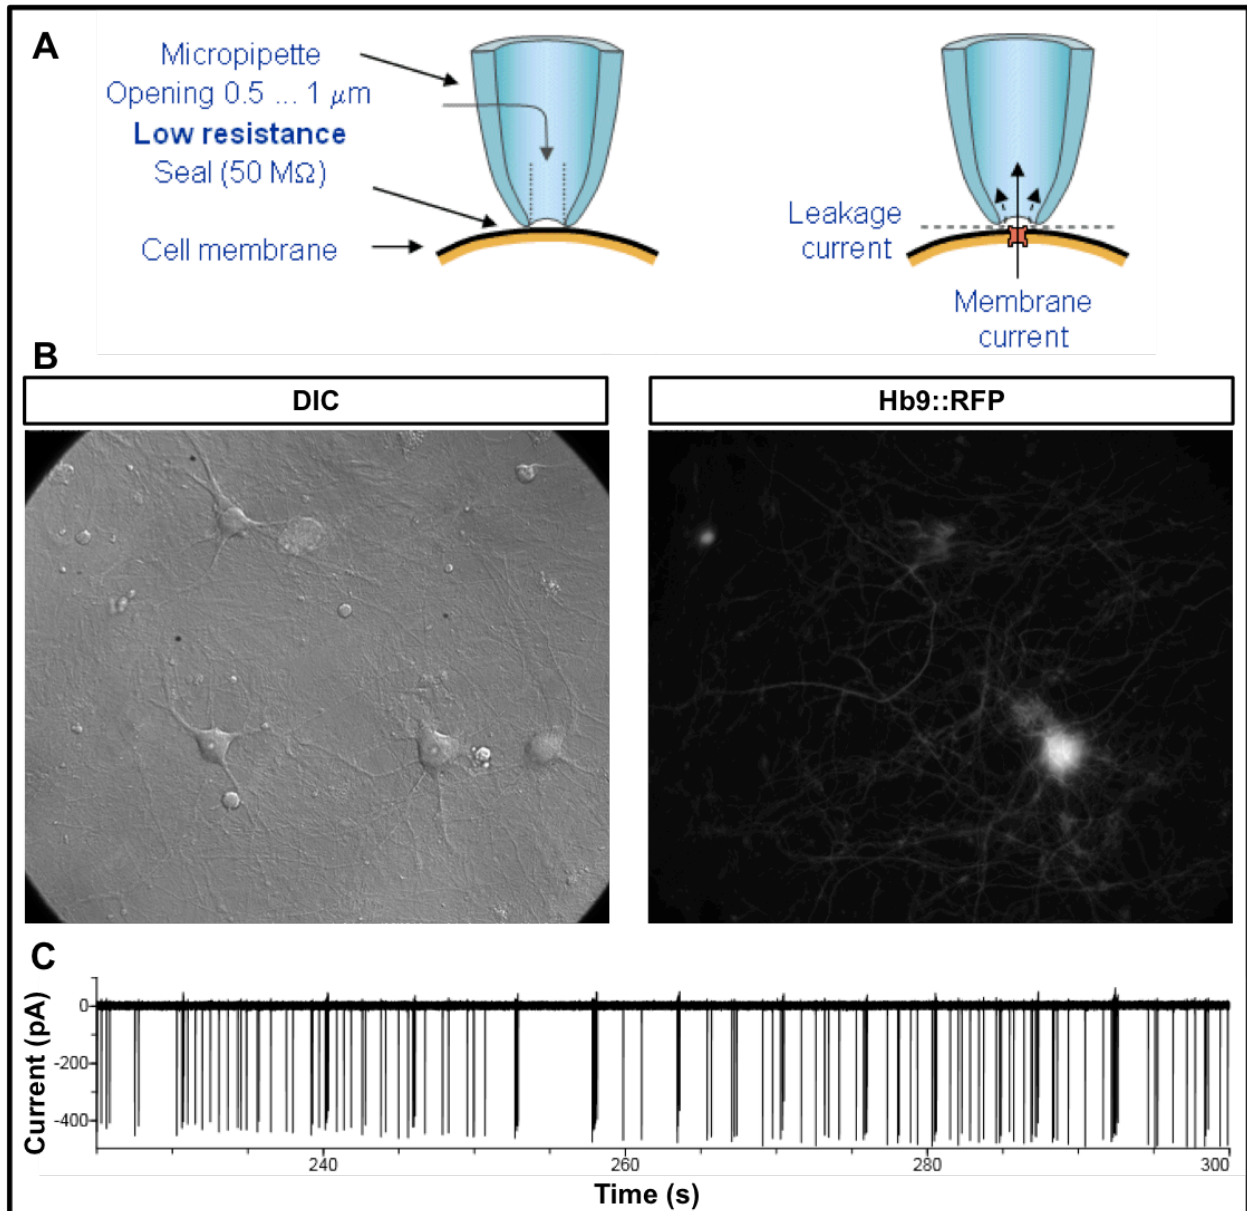 A
Micropipette
Opening 0.5 ... 1 μm
Low resistance
Seal (50 MΩ)
Cell membrane
Leakage
current
Membrane
current
B
DIC
Hb9::RFP
C
Current (pA)
0
-200
-400
240
260
280
300
Time (s)